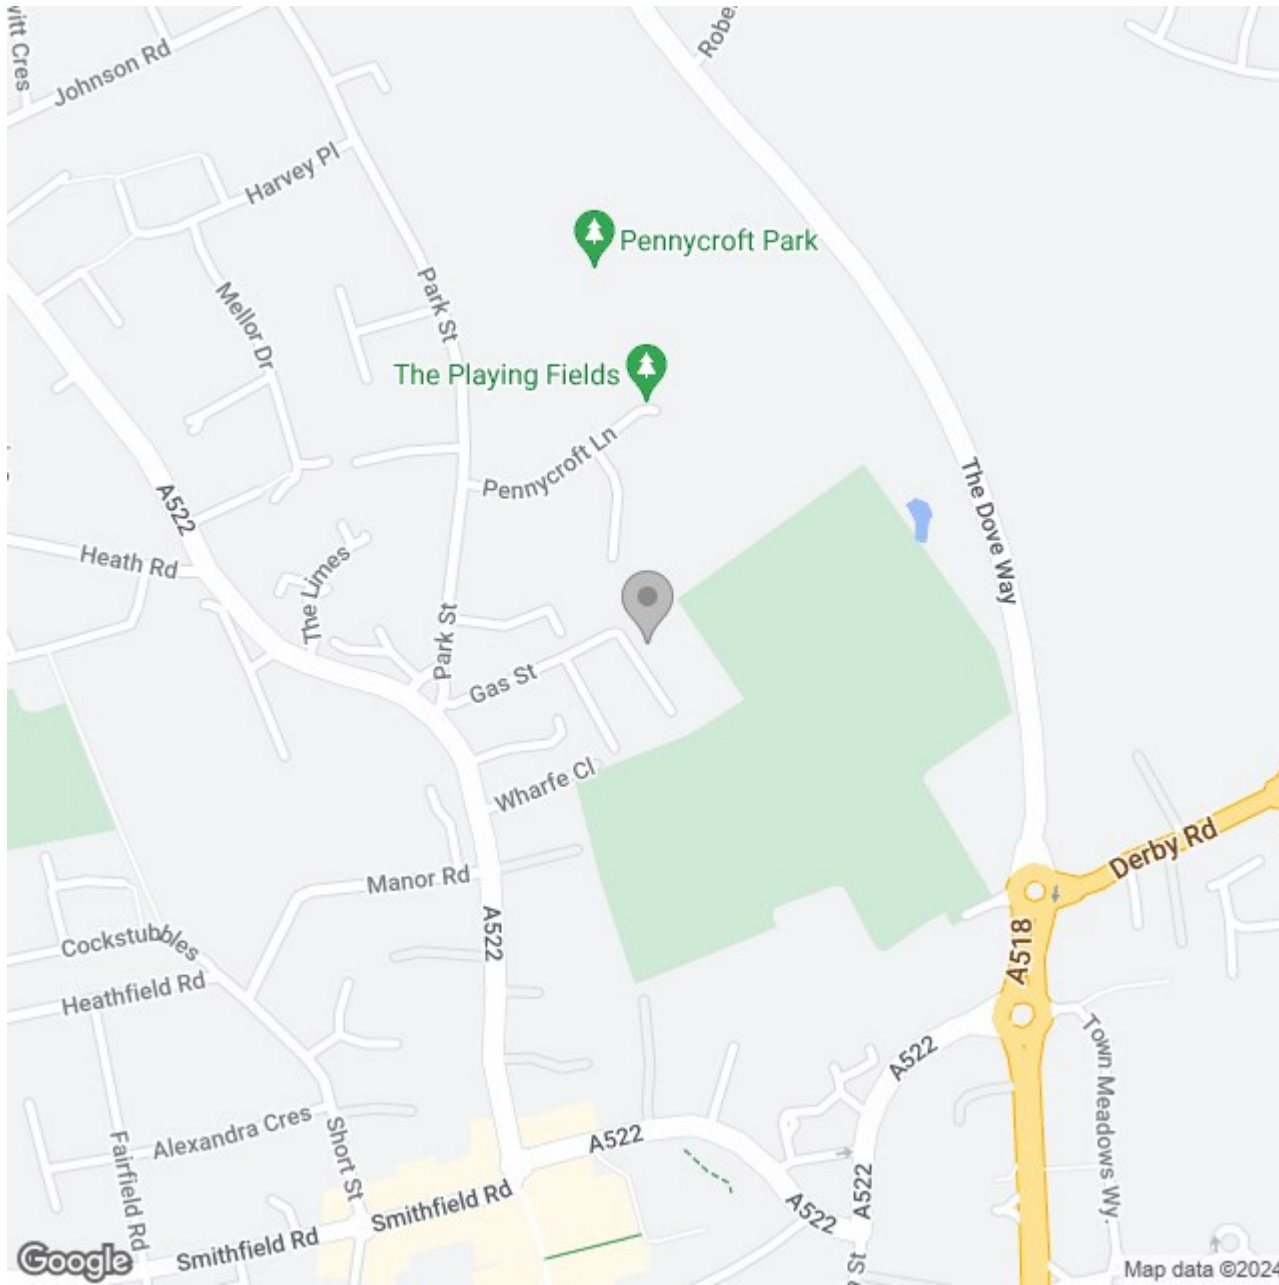 Johnson Rd
Harvey Pl
Pennycroft Park
Park St
Mellor Dr
The Playing Fields
Pennycroft Ln
The Dove Way
A522
Heath Rd
The Limes
Park St
Gas St
Wharfe Cl
Derby Rd
Manor Rd
A522
A518
Cockstubbles
Heathfield Rd
A522
Town Meadows Wy.
Alexandra Cres
Short St
Fairfield Rd
A522
A522
A522
Smithfield Rd
Smithfield Rd
St
Google
Map data ©2024